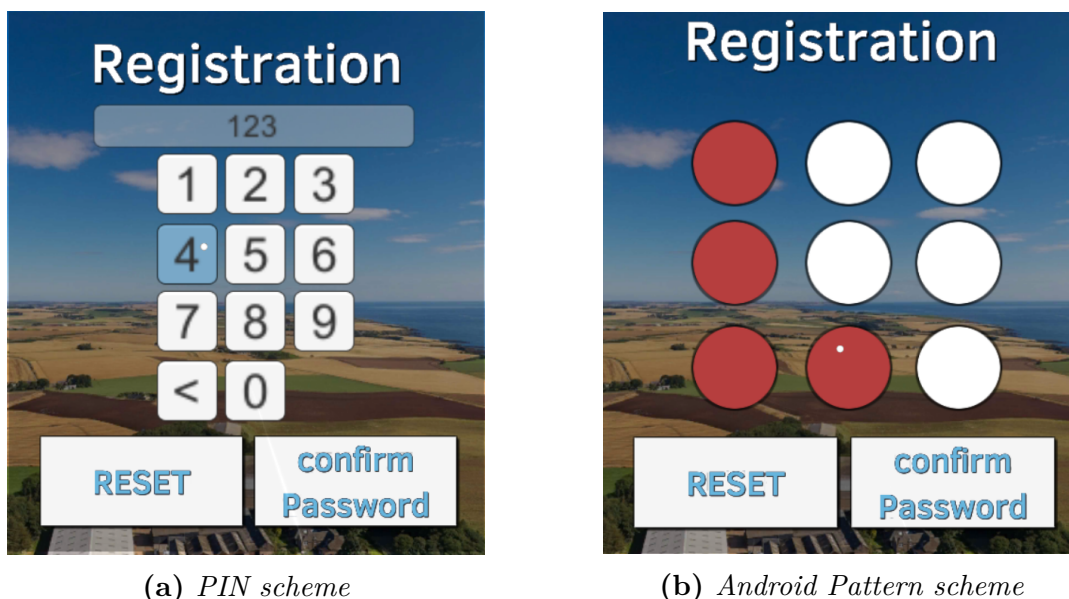 Registration
123
1 2 3
4 5 6
7 8 9
< 0
RESET
confirm
Password
(a) PIN scheme
Registration
RESET
confirm
Password
(b) Android Pattern scheme